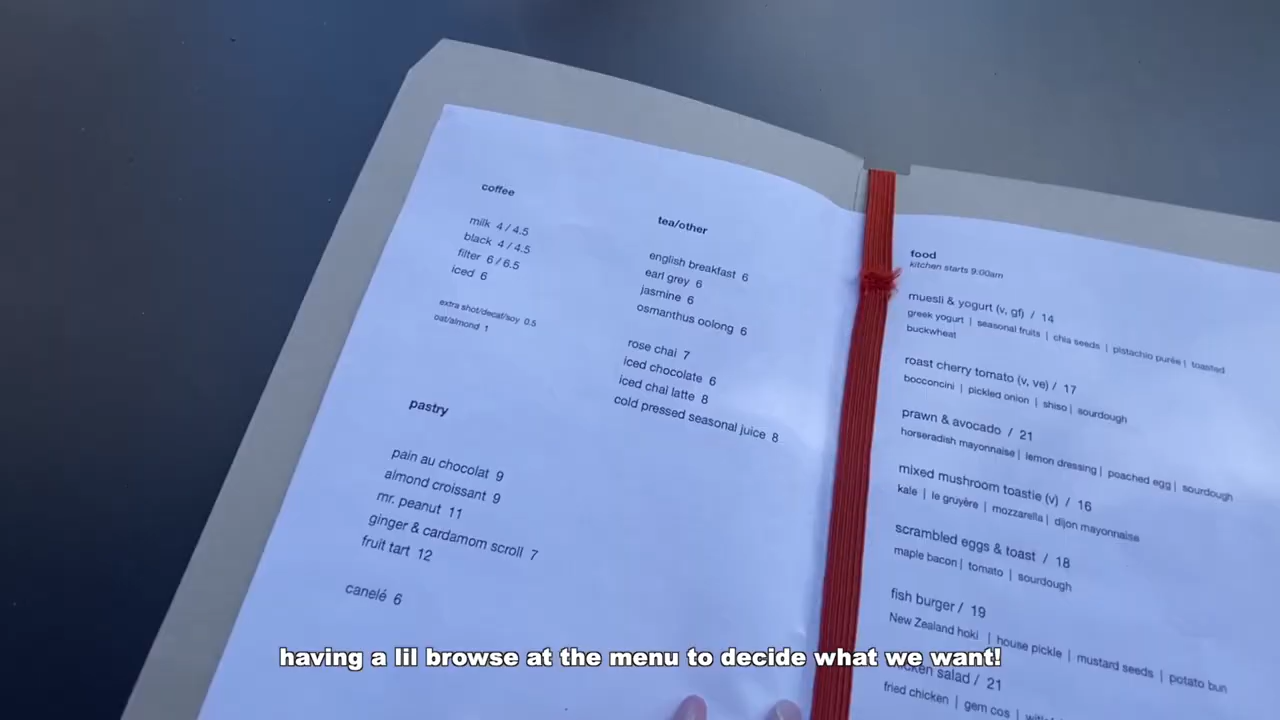 coffee
milk 4 / 4.5
black 4 / 4.5
filter 6 / 6.5
iced 6
extra shot/decaf/soy 0.5
oat/almond 1
pastry
pain au chocolat 9
almond croissant 9
mr. peanut 11
ginger & cardamom scroll 7
fruit tart 12
canelé 6
tea/other
english breakfast 6
earl grey 6
jasmine 6
osmanthus oolong 6
rose chai 7
iced chocolate 6
iced chai latte 8
cold pressed seasonal juice 8
food
kitchen starts 9:00am
muesli & yogurt (v, gf) / 14
greek yogurt | seasonal fruits | chia seeds | pistachio purée | toasted
buckwheat
roast cherry tomato (v, ve) / 17
bocconcini | pickled onion | shiso | sourdough
prawn & avocado / 21
horseradish mayonnaise | lemon dressing | poached egg | sourdough
mixed mushroom toastie (v) / 16
kale | le gruyère | mozzarella | dijon mayonnaise
scrambled eggs & toast / 18
maple bacon | tomato | sourdough
fish burger / 19
New Zealand hoki | house pickle | mustard seeds | potato bun
salad / 21
fried chicken | gem cos |
having a lil browse at the menu to decide what we want!